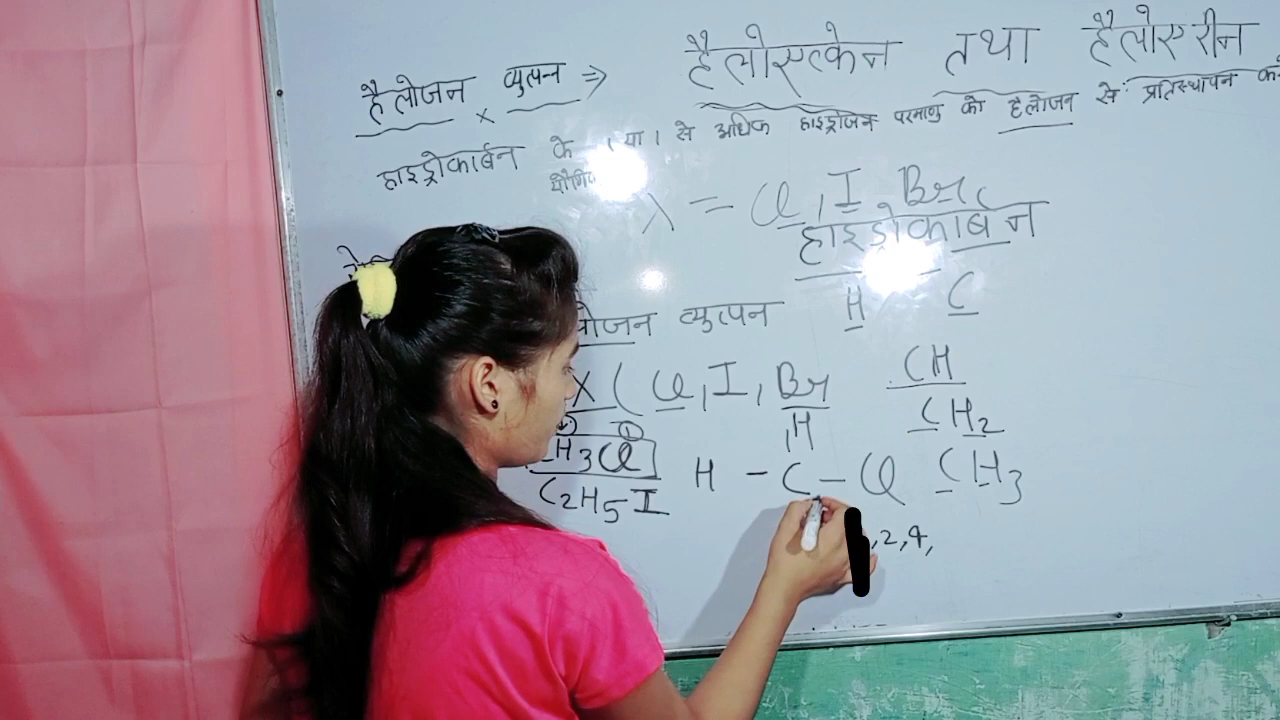 हैलोएल्केन तथा हैलोएरीन
हैलोजन व्युत्पन्न ⇒
x
हाइड्रोकार्बन के 1 या 1 से अधिक हाइड्रोजन परमाणु को हैलोजन से प्रतिस्थापन
X = Cl, I, Br,
हाइड्रोकार्बन
H C
व्युत्पन
X ( Cl, I, Br
CH
H
CH2
H3Cl
H - C - Cl
CH3
C2H5I
,2,4,